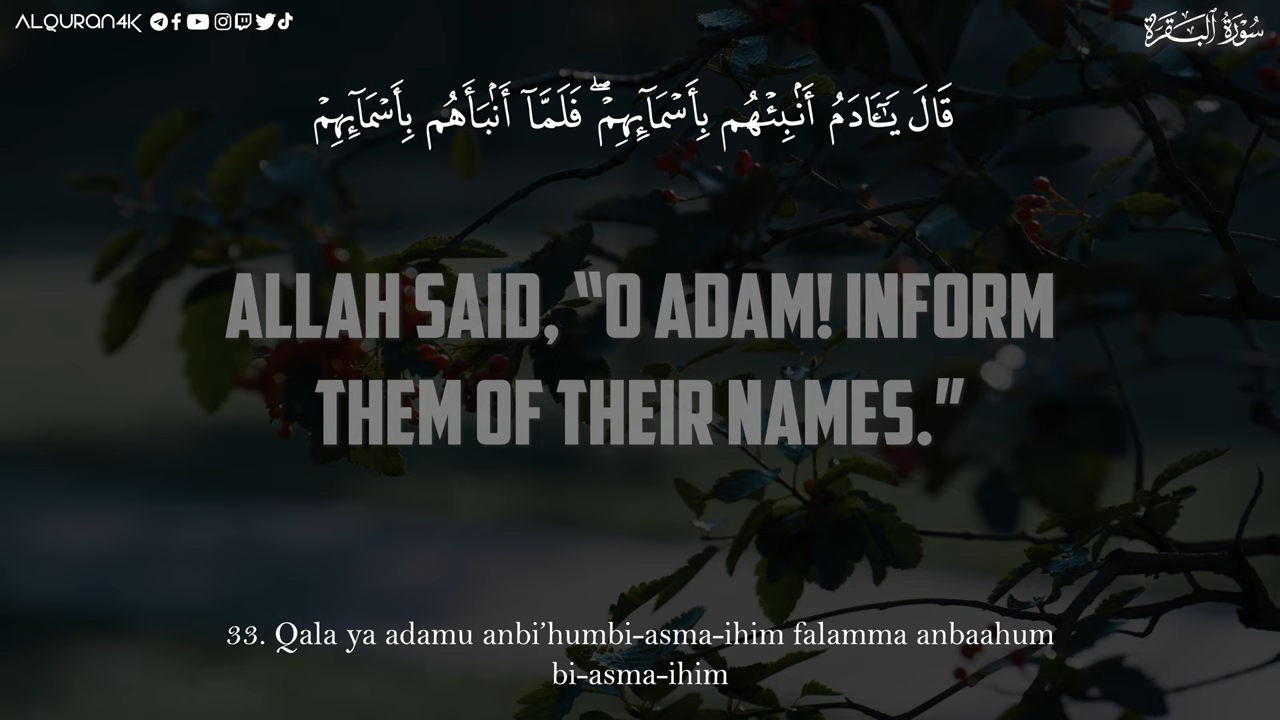 ALQURAN4K
سُورَةُ البَقَرَةِ
قَالَ يَـٰٓـَٔادَمُ أَنۢبِئْهُم بِأَسْمَآئِهِمْ ۖ فَلَمَّآ أَنۢبَأَهُم بِأَسْمَآئِهِمْ
ALLAH SAID, “O ADAM! INFORM
THEM OF THEIR NAMES.”
33. Qala ya adamu anbi’humbi-asma-ihim falamma anbaahum
bi-asma-ihim